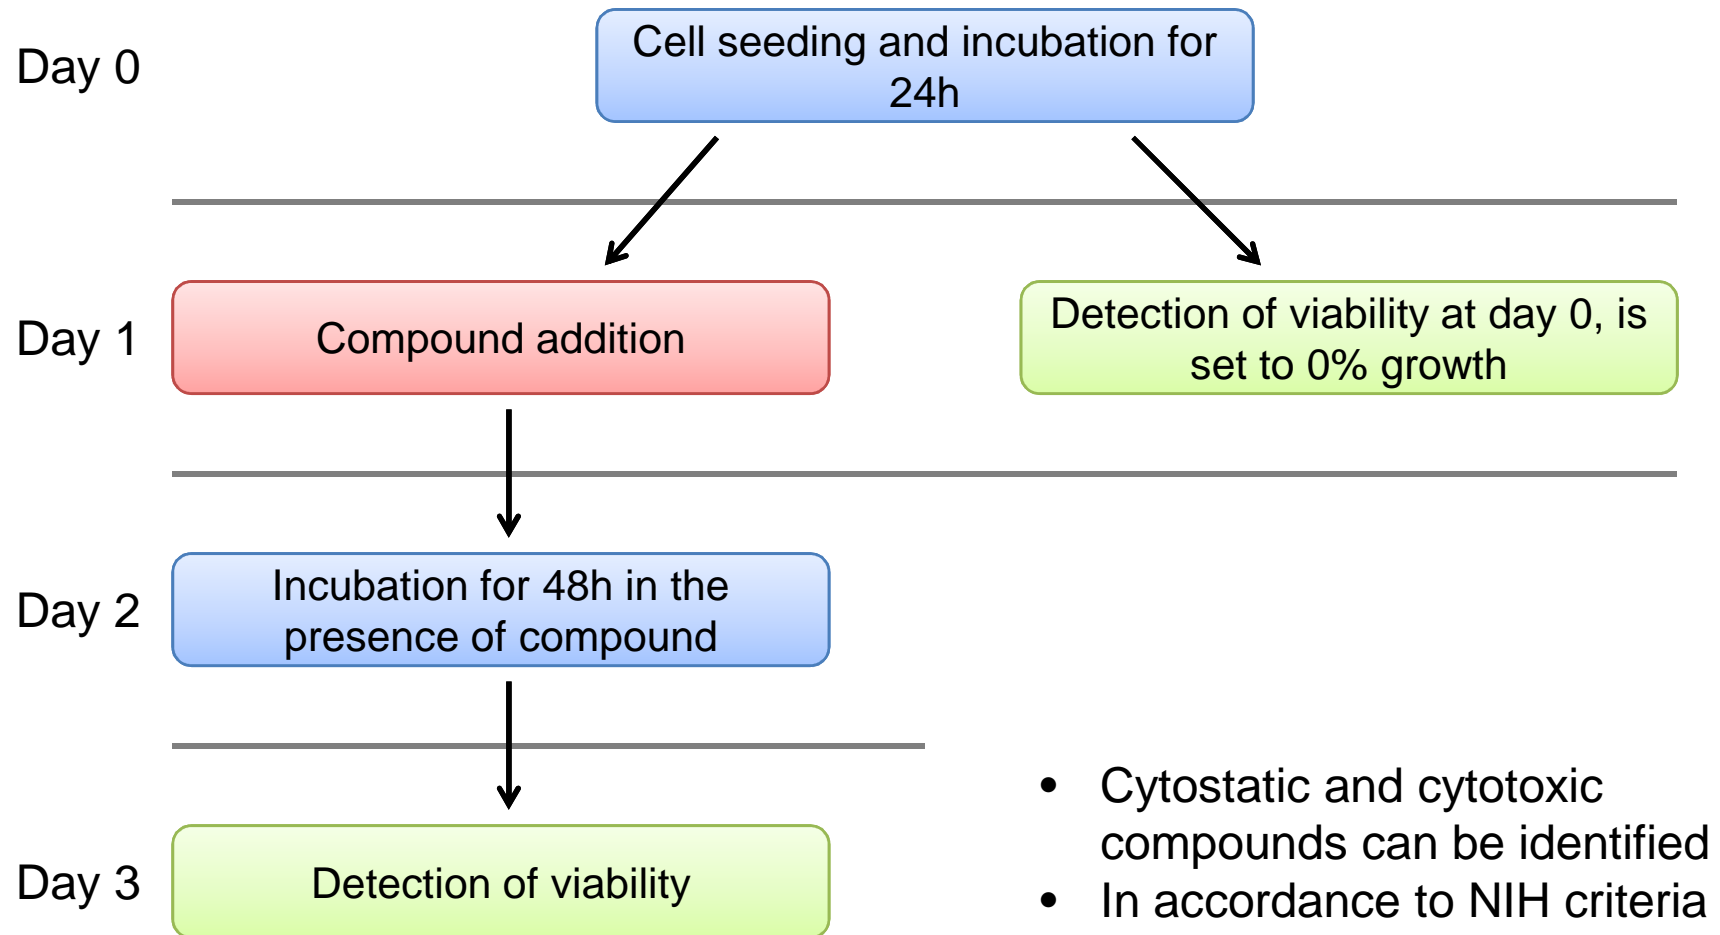 Day 0
Cell seeding and incubation for
24h
Day 1
Compound addition
Detection of viability at day 0, is
set to 0% growth
Day 2
Incubation for 48h in the
presence of compound
Day 3
Detection of viability
• Cytostatic and cytotoxic
compounds can be identified
• In accordance to NIH criteria